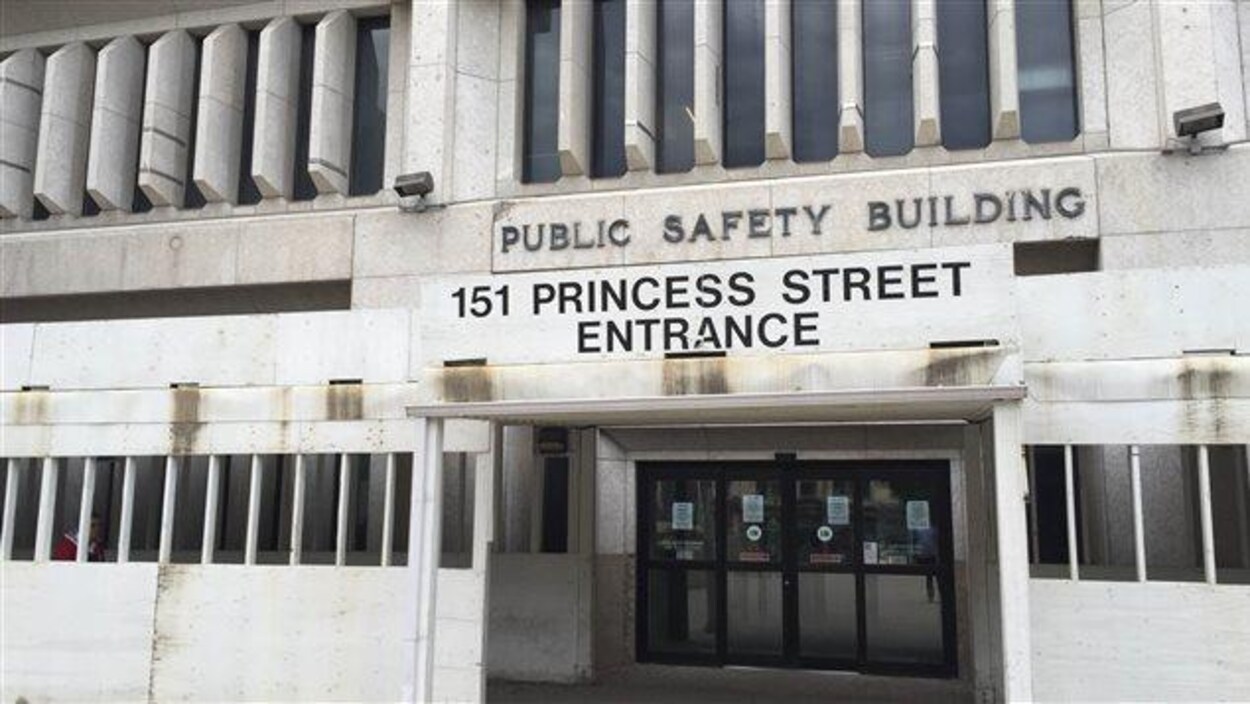 PUBLIC SAFETY BUILDING
151 PRINCESS STREET
ENTRANCE